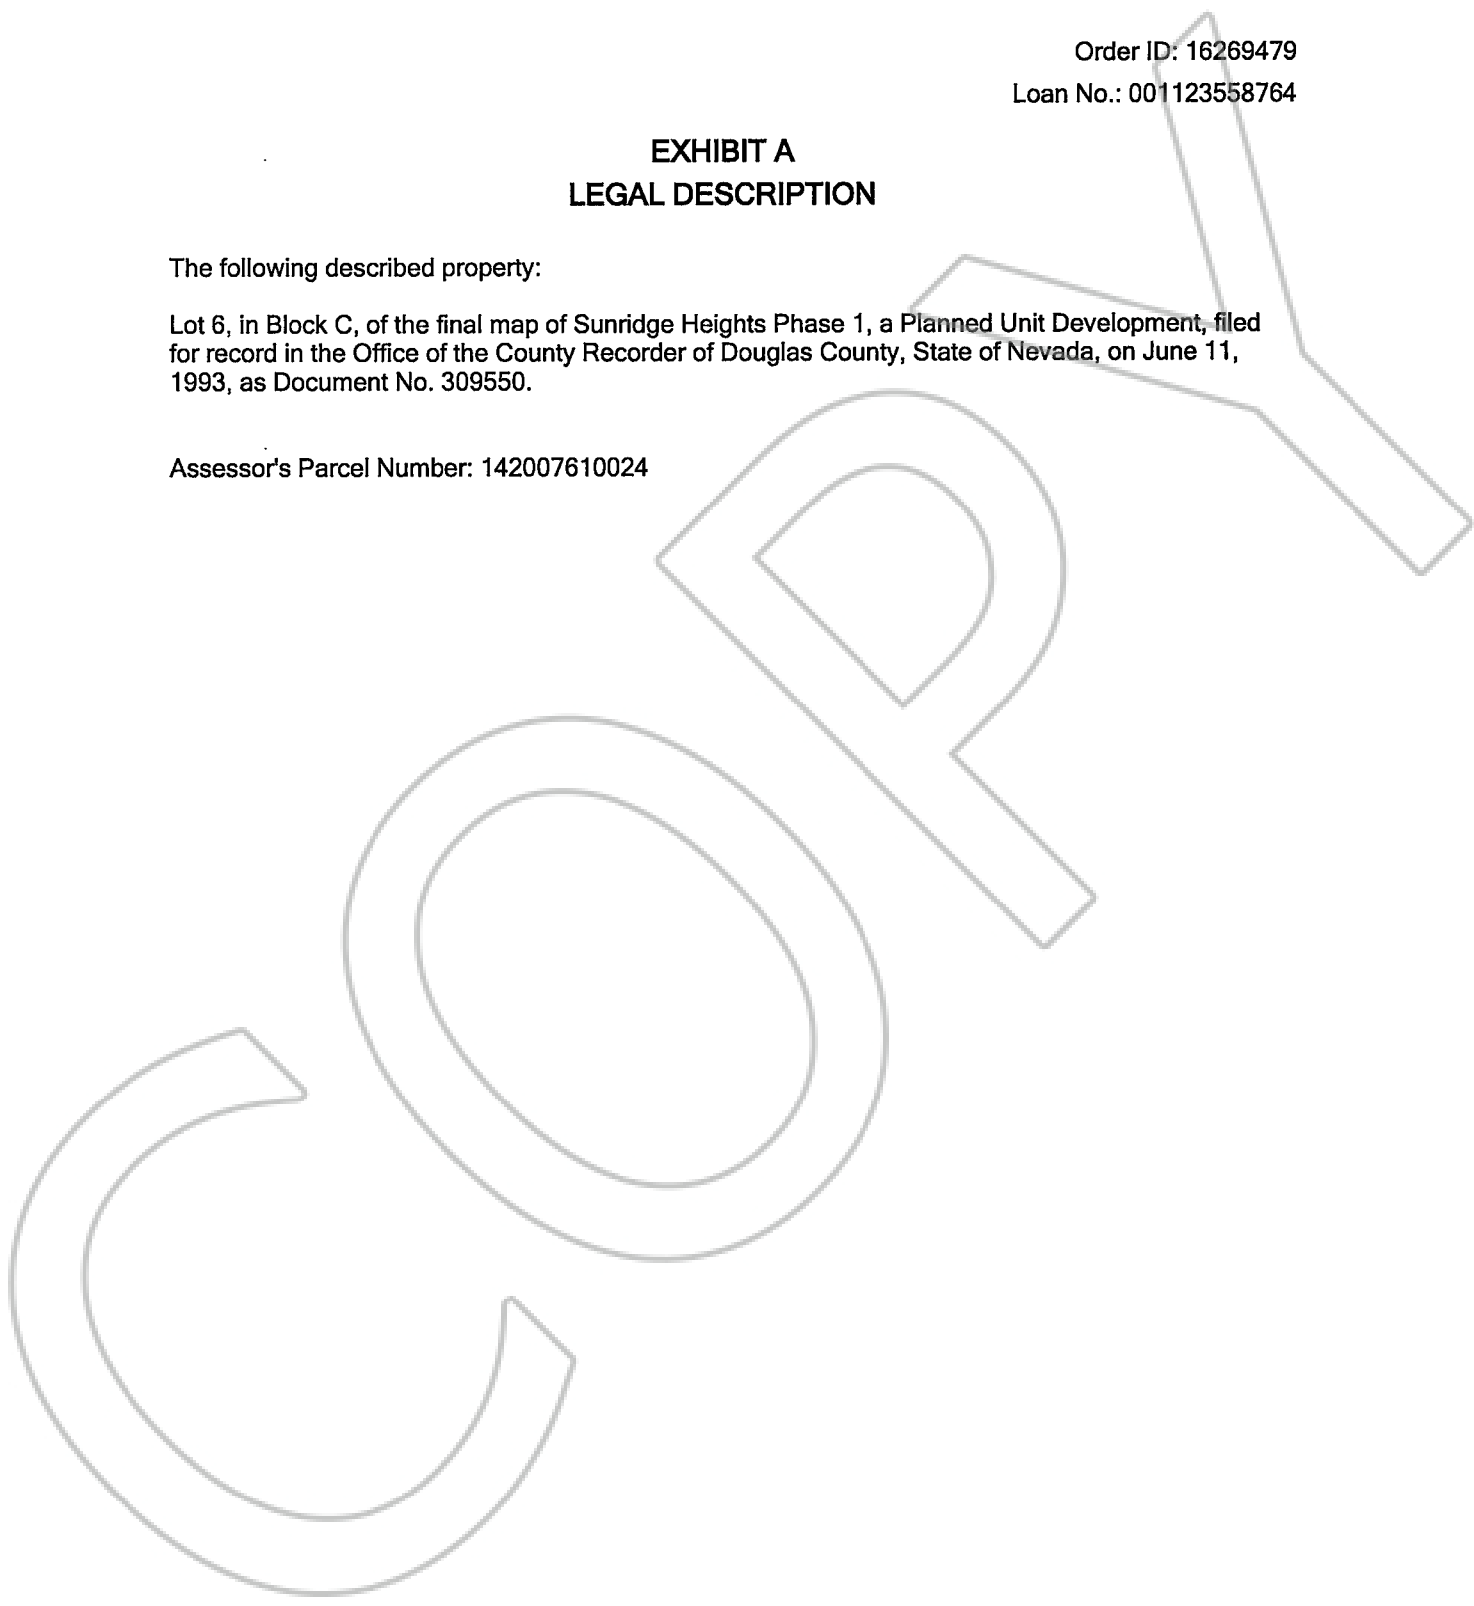 Order ID: 16269479
Loan No.: 001123558764
EXHIBIT A
LEGAL DESCRIPTION
The following described property:
Lot 6, in Block C, of the final map of Sunridge Heights Phase 1, a Planned Unit Development, filed
for record in the Office of the County Recorder of Douglas County, State of Nevada, on June 11,
1993, as Document No. 309550.
Assessor's Parcel Number: 142007610024
COPY